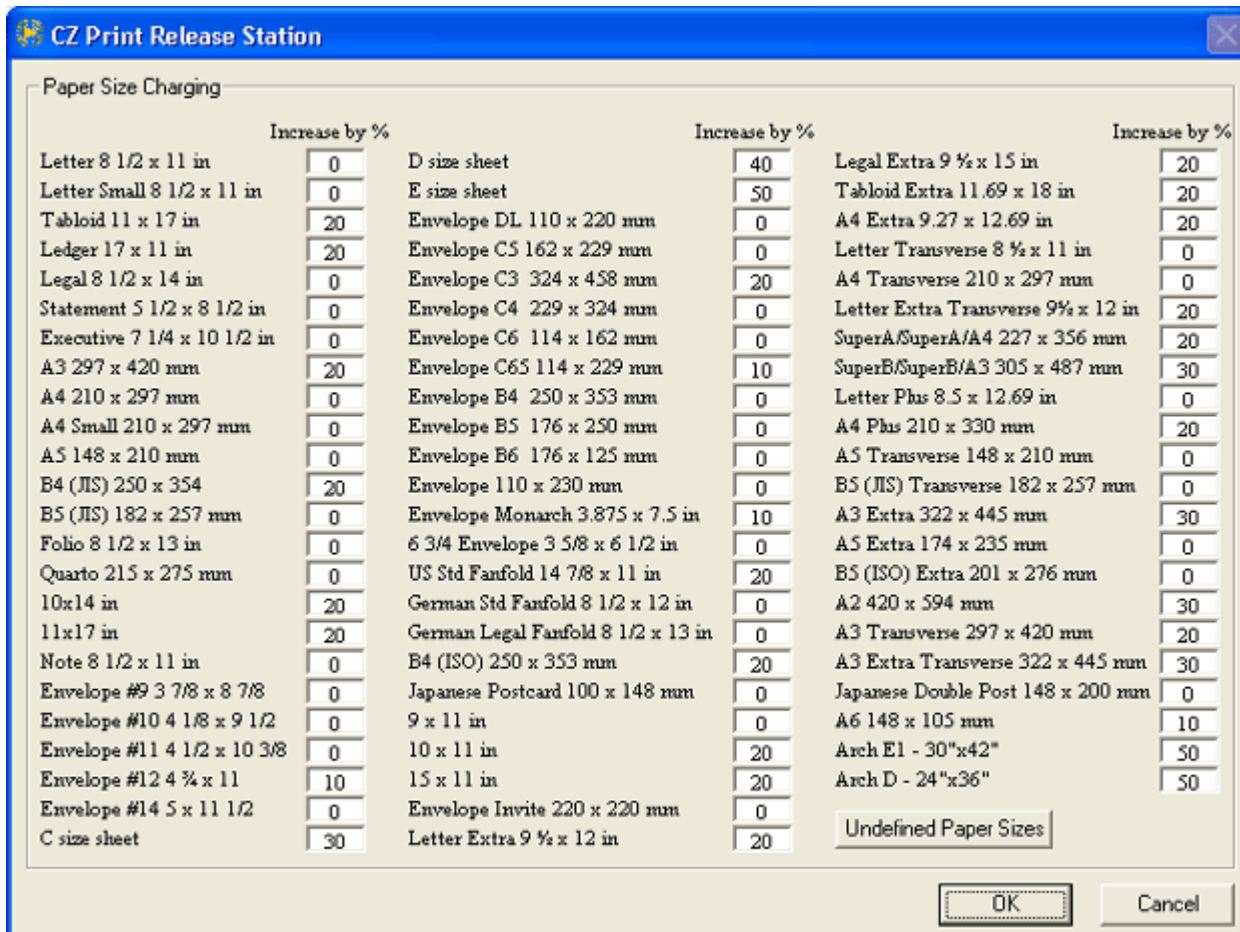 CZ Print Release Station
Paper Size Charging
Increase by %
Letter 8 1/2 x 11 in 0
Letter Small 8 1/2 x 11 in 0
Tabloid 11 x 17 in 20
Ledger 17 x 11 in 20
Legal 8 1/2 x 14 in 0
Statement 5 1/2 x 8 1/2 in 0
Executive 7 1/4 x 10 1/2 in 0
A3 297 x 420 mm 20
A4 210 x 297 mm 0
A4 Small 210 x 297 mm 0
A5 148 x 210 mm 0
B4 (JIS) 250 x 354 20
B5 (JIS) 182 x 257 mm 0
Folio 8 1/2 x 13 in 0
Quarto 215 x 275 mm 0
10x14 in 20
11x17 in 20
Note 8 1/2 x 11 in 0
Envelope #9 3 7/8 x 8 7/8 0
Envelope #10 4 1/8 x 9 1/2 0
Envelope #11 4 1/2 x 10 3/8 0
Envelope #12 4 ¾ x 11 10
Envelope #14 5 x 11 1/2 0
C size sheet 30
Increase by %
D size sheet 40
E size sheet 50
Envelope DL 110 x 220 mm 0
Envelope C5 162 x 229 mm 0
Envelope C3 324 x 458 mm 20
Envelope C4 229 x 324 mm 0
Envelope C6 114 x 162 mm 0
Envelope C65 114 x 229 mm 10
Envelope B4 250 x 353 mm 0
Envelope B5 176 x 250 mm 0
Envelope B6 176 x 125 mm 0
Envelope 110 x 230 mm 0
Envelope Monarch 3.875 x 7.5 in 10
6 3/4 Envelope 3 5/8 x 6 1/2 in 0
US Std Fanfold 14 7/8 x 11 in 20
German Std Fanfold 8 1/2 x 12 in 0
German Legal Fanfold 8 1/2 x 13 in 0
B4 (ISO) 250 x 353 mm 20
Japanese Postcard 100 x 148 mm 0
9 x 11 in 0
10 x 11 in 20
15 x 11 in 20
Envelope Invite 220 x 220 mm 0
Letter Extra 9 ½ x 12 in 20
Increase by %
Legal Extra 9 ½ x 15 in 20
Tabloid Extra 11.69 x 18 in 20
A4 Extra 9.27 x 12.69 in 20
Letter Transverse 8 ½ x 11 in 0
A4 Transverse 210 x 297 mm 0
Letter Extra Transverse 9½ x 12 in 20
SuperA/SuperA/A4 227 x 356 mm 20
SuperB/SuperB/A3 305 x 487 mm 30
Letter Plus 8.5 x 12.69 in 0
A4 Plus 210 x 330 mm 20
A5 Transverse 148 x 210 mm 0
B5 (JIS) Transverse 182 x 257 mm 0
A3 Extra 322 x 445 mm 30
A5 Extra 174 x 235 mm 0
B5 (ISO) Extra 201 x 276 mm 0
A2 420 x 594 mm 30
A3 Transverse 297 x 420 mm 20
A3 Extra Transverse 322 x 445 mm 30
Japanese Double Post 148 x 200 mm 0
A6 148 x 105 mm 10
Arch E1 - 30"x42" 50
Arch D - 24"x36" 50
Undefined Paper Sizes
OK
Cancel